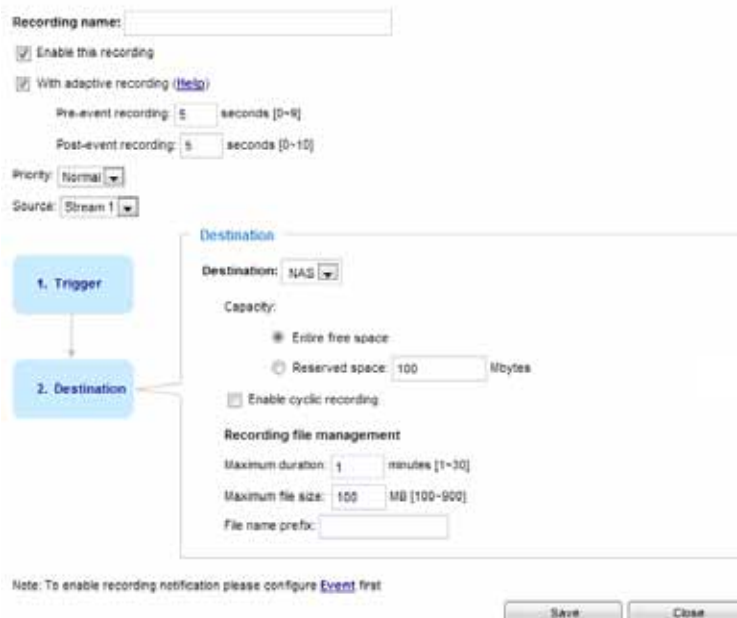 Recording name:
Enable this recording
With adaptive recording (Help)
Pre-event recording: 5 seconds [0~9]
Post-event recording: 5 seconds [0~10]
Priority: Normal
Source: Stream 1
Destination
1. Trigger
Destination: NAS
Capacity:
Entire free space
2. Destination
Reserved space: 100 Mbytes
Enable cyclic recording
Recording file management
Maximum duration: 1 minutes [1~30]
Maximum file size: 100 MB [100~900]
File name prefix:
Note: To enable recording notification please configure Event first
Save Close